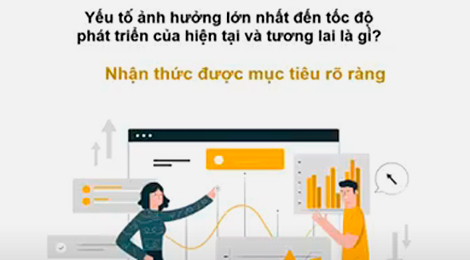 Yếu tố ảnh hưởng lớn nhất đến tốc độ
phát triển của hiện tại và tương lai là gì?
Nhận thức được mục tiêu rõ ràng